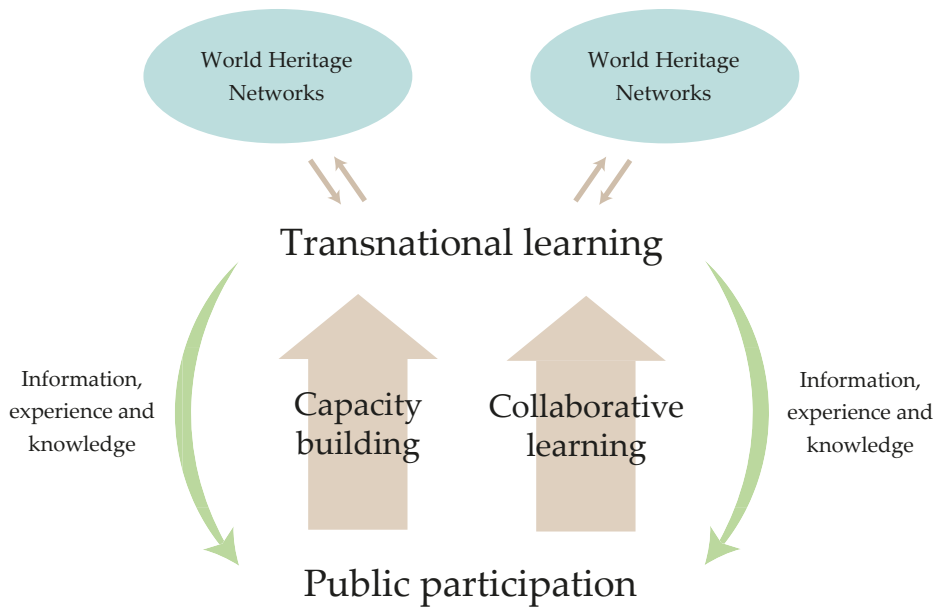 World Heritage
Networks
World Heritage
Networks
Transnational learning
Information,
experience and
knowledge
Capacity
building
Collaborative
learning
Information,
experience and
knowledge
Public participation